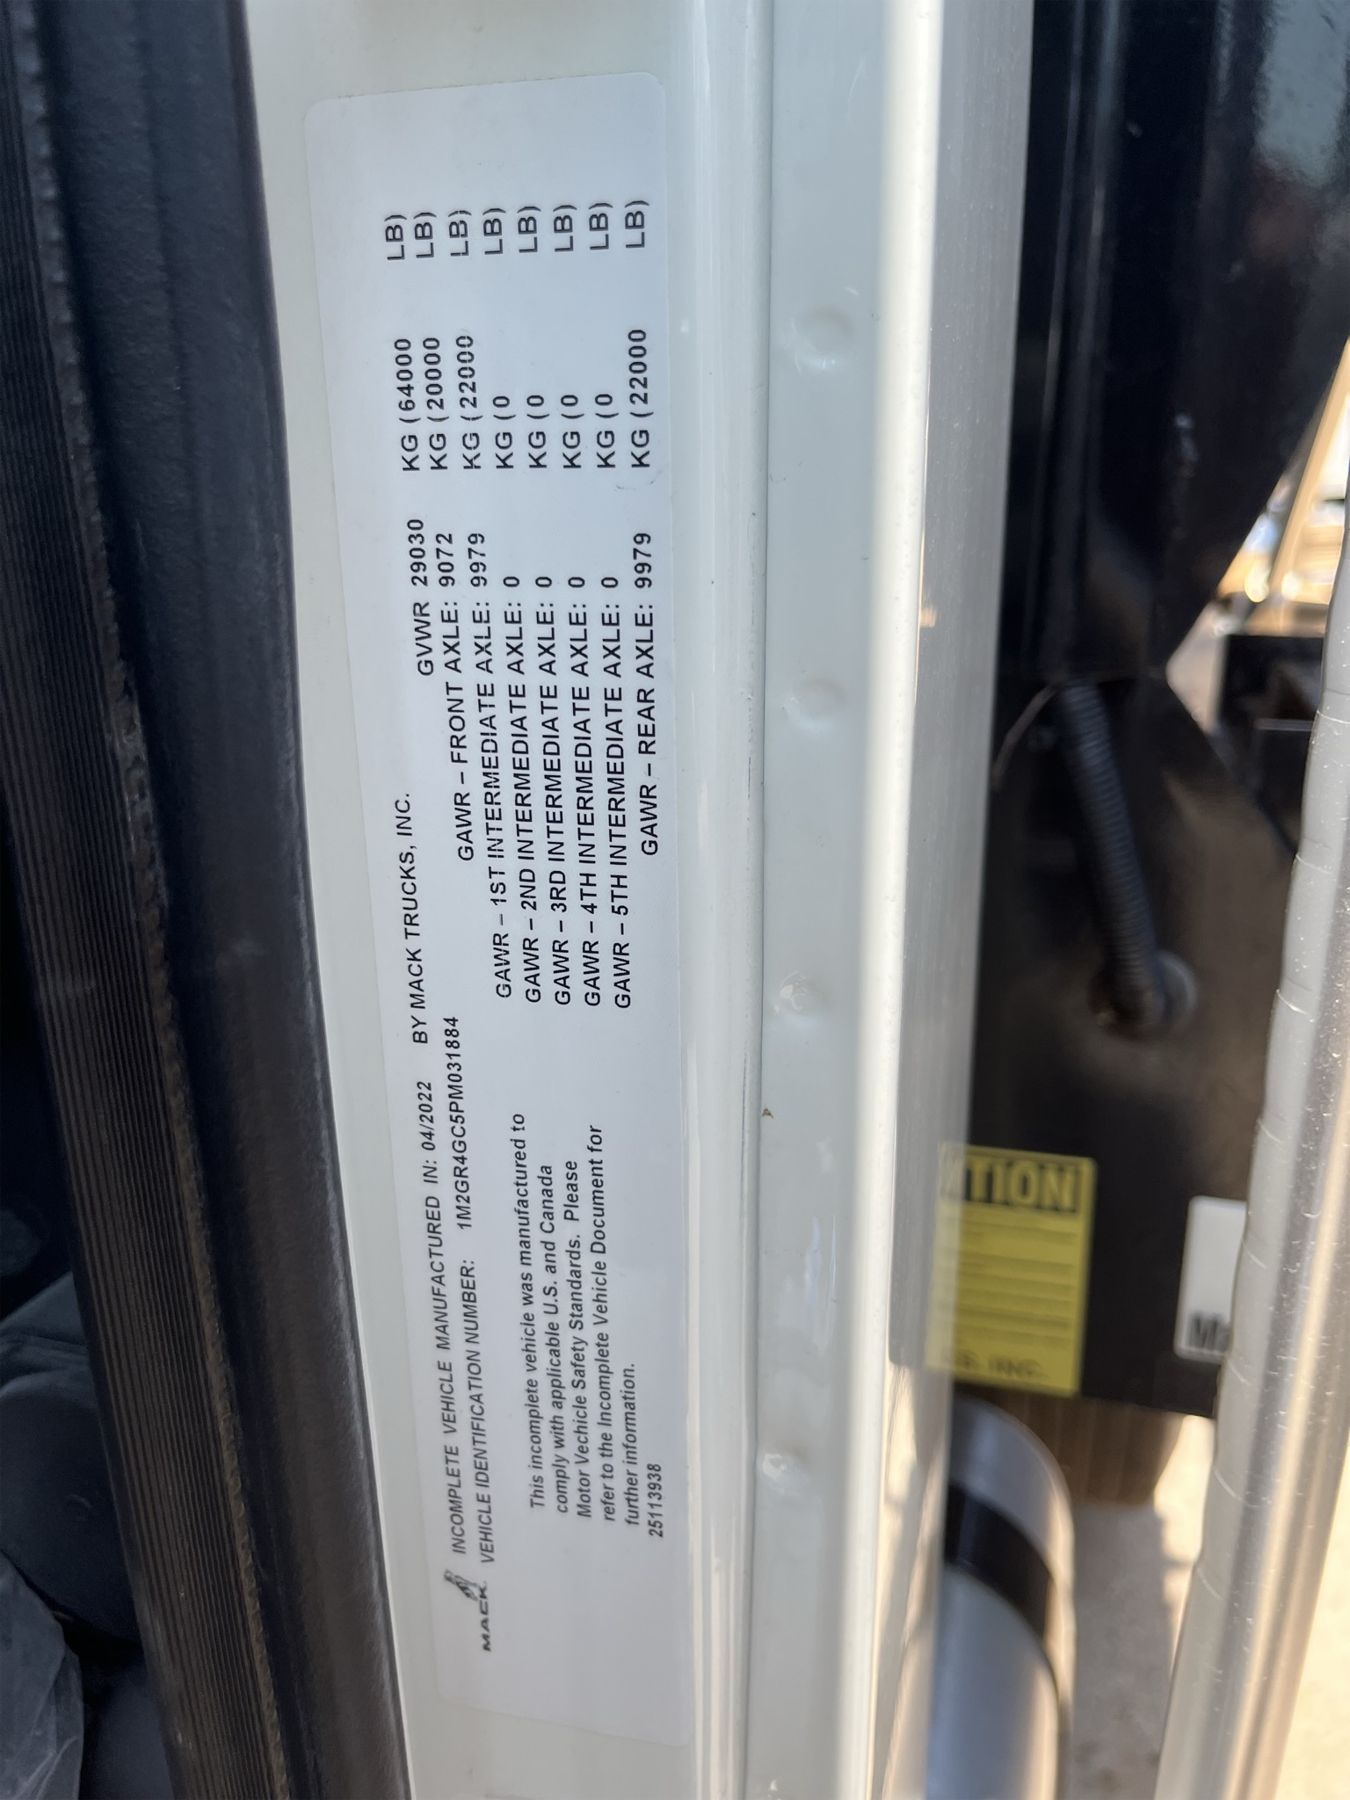 MACK
INCOMPLETE VEHICLE MANUFACTURED IN: 04/2022 BY MACK TRUCKS, INC.
VEHICLE IDENTIFICATION NUMBER: 1M2GR4GC5PM031884
GVWR 29030 KG (64000 LB)
GAWR – FRONT AXLE: 9072 KG (20000 LB)
GAWR – 1ST INTERMEDIATE AXLE: 9979 KG (22000 LB)
GAWR – 2ND INTERMEDIATE AXLE: 0 KG (0 LB)
GAWR – 3RD INTERMEDIATE AXLE: 0 KG (0 LB)
GAWR – 4TH INTERMEDIATE AXLE: 0 KG (0 LB)
GAWR – 5TH INTERMEDIATE AXLE: 0 KG (0 LB)
GAWR – REAR AXLE: 9979 KG (22000 LB)
This incomplete vehicle was manufactured to
comply with applicable U.S. and Canada
Motor Vechicle Safety Standards. Please
refer to the Incomplete Vehicle Document for
further information.
25113938